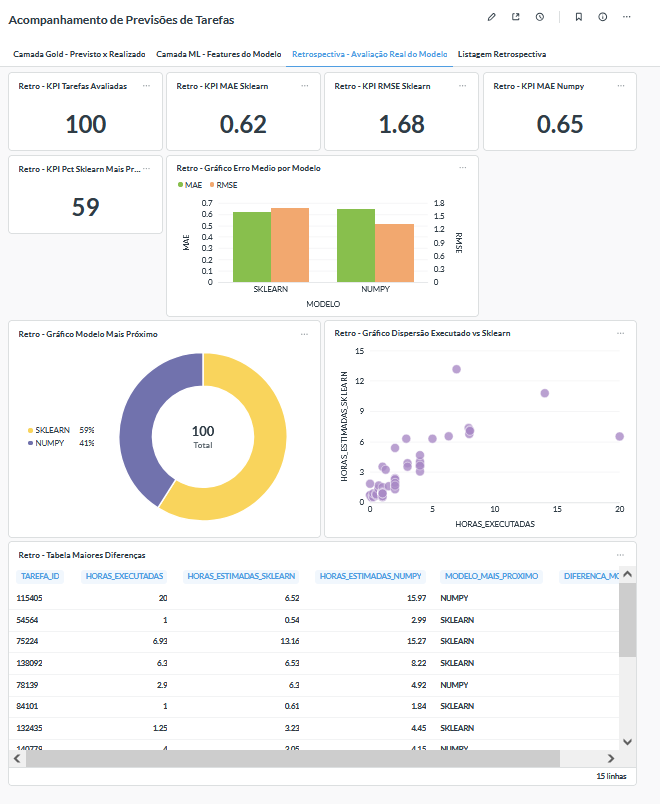 Acompanhamento de Previsões de Tarefas
Camada Gold - Previsto x Realizado Camada ML - Features do Modelo Retrospectiva - Avaliação Real do Modelo Listagem Retrospectiva
Retro - KPI Tarefas Avaliadas Retro - KPI MAE Sklearn Retro - KPI RMSE Sklearn Retro - KPI MAE Numpy
100 0.62 1.68 0.65
Retro - KPI Pct Sklearn Mais Pr...
59
Retro - Gráfico Erro Medio por Modelo
MAE RMSE
0.7 1.8
0.6 1.5
0.5 1.2
0.4
0.3 0.9
0.2 0.6
0.1 0.3
0 0
MAE
RMSE
SKLEARN NUMPY
MODELO
Retro - Gráfico Modelo Mais Próximo
SKLEARN 59%
NUMPY 41%
100
Total
Retro - Gráfico Dispersão Executado vs Sklearn
15
12
9
6
3
0
HORAS_ESTIMADAS_SKLEARN
0 5 10 15 20
HORAS_EXECUTADAS
Retro - Tabela Maiores Diferenças
TAREFA_ID HORAS_EXECUTADAS HORAS_ESTIMADAS_SKLEARN HORAS_ESTIMADAS_NUMPY MODELO_MAIS_PROXIMO DIFERENCA_MO
115405 20 6.52 15.97 NUMPY
54564 1 0.54 2.99 SKLEARN
75224 6.93 13.16 15.27 SKLEARN
138092 6.3 6.53 8.22 SKLEARN
78139 2.9 6.3 4.92 NUMPY
84101 1 0.61 1.84 SKLEARN
132435 1.25 3.23 4.45 SKLEARN
140779 4 3.05 4.15 NUMPY
15 linhas